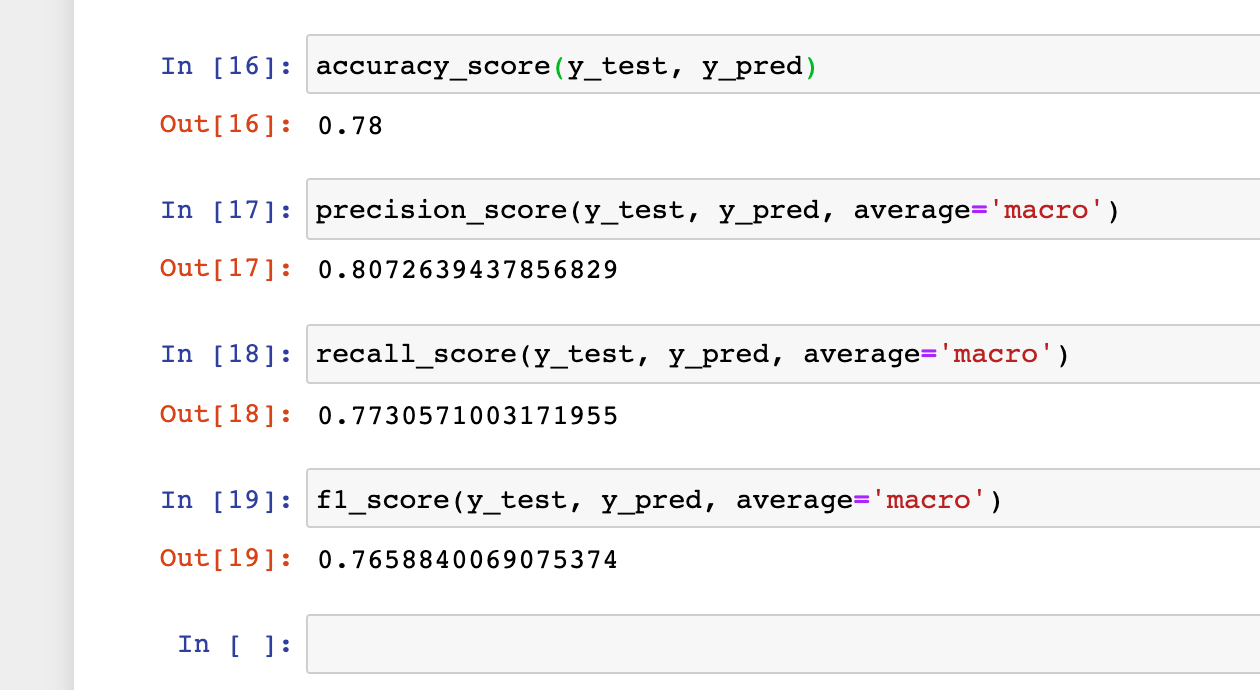 In [16]: accuracy_score(y_test, y_pred)
Out[16]: 0.78
In [17]: precision_score(y_test, y_pred, average='macro')
Out[17]: 0.8072639437856829
In [18]: recall_score(y_test, y_pred, average='macro')
Out[18]: 0.7730571003171955
In [19]: f1_score(y_test, y_pred, average='macro')
Out[19]: 0.7658840069075374
In [ ]: